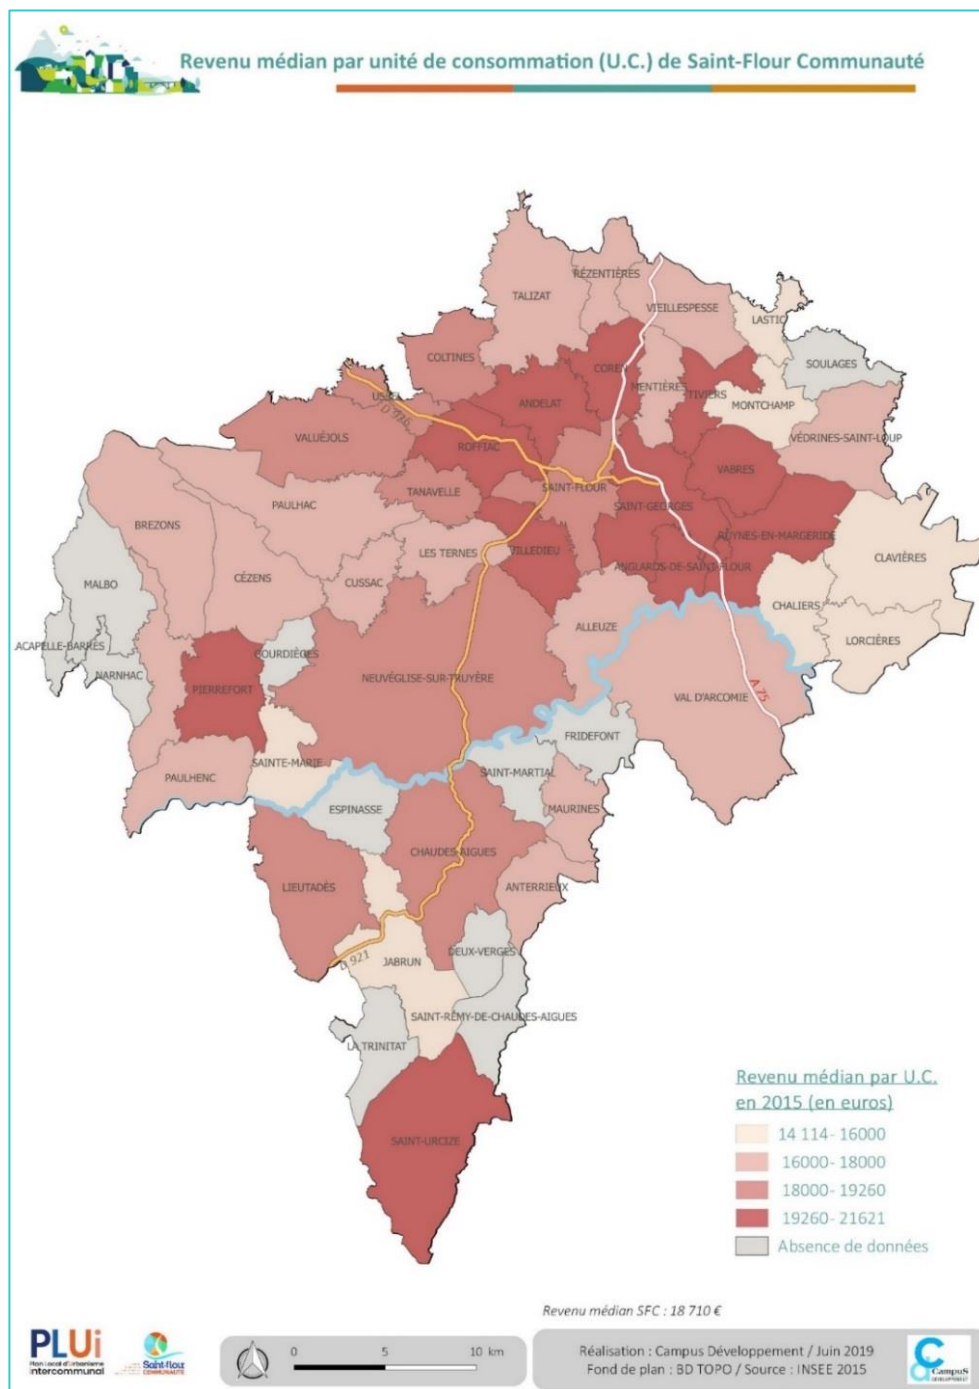 Revenu médian par unité de consommation (U.C.) de Saint-Flour Communauté
TALIZAT
RÉZENTIÈRES
VIEILLESPESSE
LASTIC
SOULAGES
COLTINES
COREN
MENTIÈRES
TIVIERS
MONTCHAMP
ANDELAT
VALUÉJOLS
ROFFIAC
VÉDRINES-SAINT-LOUP
VABRES
TANAVELLE
SAINT-FLOUR
SAINT-GEORGES
PAULHAC
BREZONS
RUYNES-EN-MARGERIDE
LES TERNES
VILLEDIEU
CLAVIÈRES
ANGLARDS-DE-SAINT-FLOUR
MALBO
CÉZENS
CUSSAC
CHALIERS
ALLEUZE
LORCIÈRES
ACAPELLE-BARRÈS
GOURDIÈGES
NARNHAC
PIERREFORT
NEUVÉGLISE-SUR-TRUYÈRE
VAL D'ARCOMIE
A 75
FRIDEFONT
SAINTE-MARIE
SAINT-MARTIAL
PAULHENC
ESPINASSE
MAURINES
CHAUDES-AIGUES
LIEUTADÈS
ANTERRIEUX
DEUX-VERGES
JABRUN
D 921
SAINT-RÉMY-DE-CHAUDES-AIGUES
LA TRINITAT
SAINT-URCIZE
Revenu médian par U.C.
en 2015 (en euros)
14 114- 16000
16000- 18000
18000- 19260
19260- 21621
Absence de données
Revenu médian SFC : 18 710 €
PLUi
Plan Local d'Urbanisme
intercommunal
Saint-Flour
COMMUNAUTÉ
0 5 10 km
Réalisation : Campus Développement / Juin 2019
Fond de plan : BD TOPO / Source : INSEE 2015
CampuS
DÉVELOPPEMENT